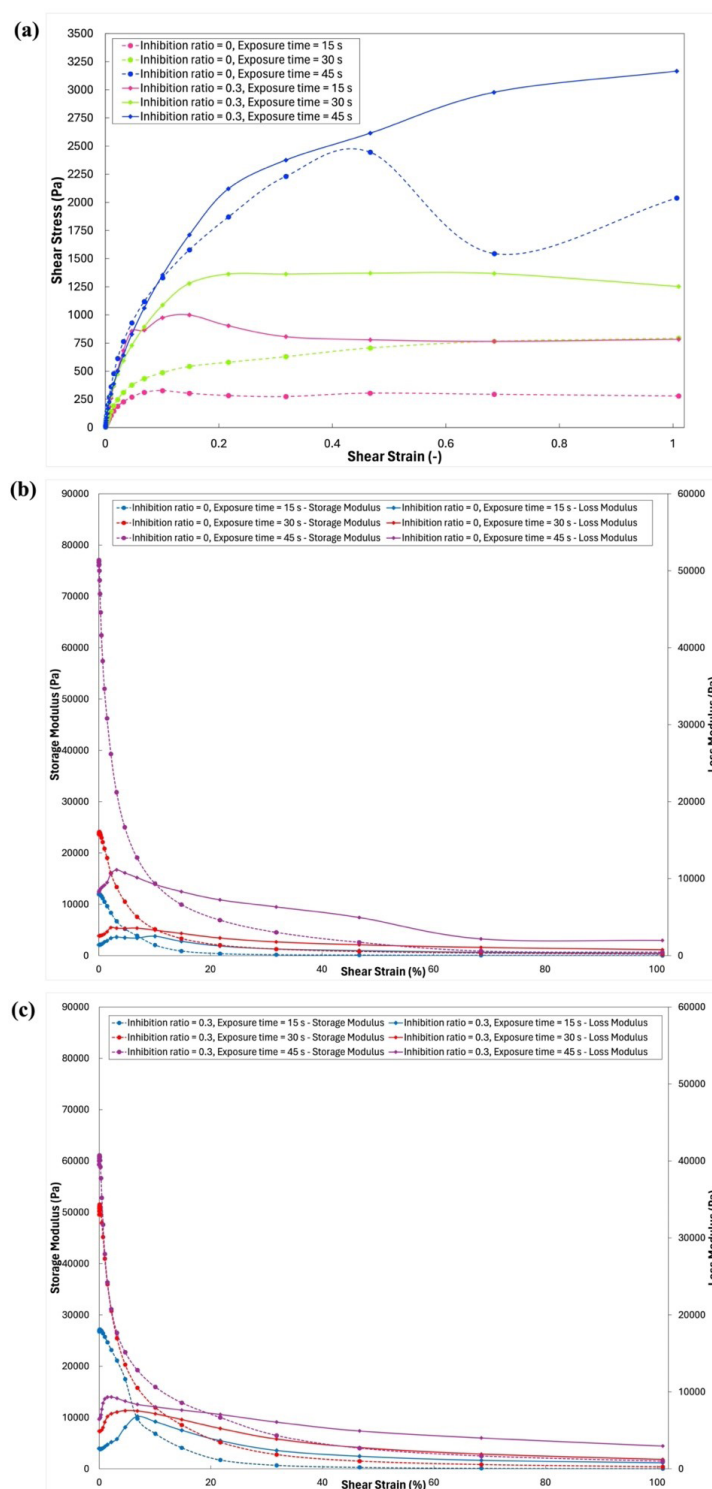 (a)
3500
3250
3000
2750
2500
2250
2000
1750
1500
1250
1000
750
500
250
0
Shear Stress (Pa)
Inhibition ratio = 0, Exposure time = 15 s
Inhibition ratio = 0, Exposure time = 30 s
Inhibition ratio = 0, Exposure time = 45 s
Inhibition ratio = 0.3, Exposure time = 15 s
Inhibition ratio = 0.3, Exposure time = 30 s
Inhibition ratio = 0.3, Exposure time = 45 s
0 0.2 0.4 0.6 0.8 1
Shear Strain (-)
(b)
90000
80000
70000
60000
50000
40000
30000
20000
10000
0
Storage Modulus (Pa)
Inhibition ratio = 0, Exposure time = 15 s - Storage Modulus
Inhibition ratio = 0, Exposure time = 15 s - Loss Modulus
Inhibition ratio = 0, Exposure time = 30 s - Storage Modulus
Inhibition ratio = 0, Exposure time = 30 s - Loss Modulus
Inhibition ratio = 0, Exposure time = 45 s - Storage Modulus
Inhibition ratio = 0, Exposure time = 45 s - Loss Modulus
60000
50000
40000
30000
20000
10000
0
Loss Modulus (Pa)
0 20 40 60 80 100
Shear Strain (%)
(c)
90000
80000
70000
60000
50000
40000
30000
20000
10000
0
Storage Modulus (Pa)
Inhibition ratio = 0.3, Exposure time = 15 s - Storage Modulus
Inhibition ratio = 0.3, Exposure time = 15 s - Loss Modulus
Inhibition ratio = 0.3, Exposure time = 30 s - Storage Modulus
Inhibition ratio = 0.3, Exposure time = 30 s - Loss Modulus
Inhibition ratio = 0.3, Exposure time = 45 s - Storage Modulus
Inhibition ratio = 0.3, Exposure time = 45 s - Loss Modulus
60000
50000
40000
30000
20000
10000
0
Loss Modulus (Pa)
0 20 40 60 80 100
Shear Strain (%)